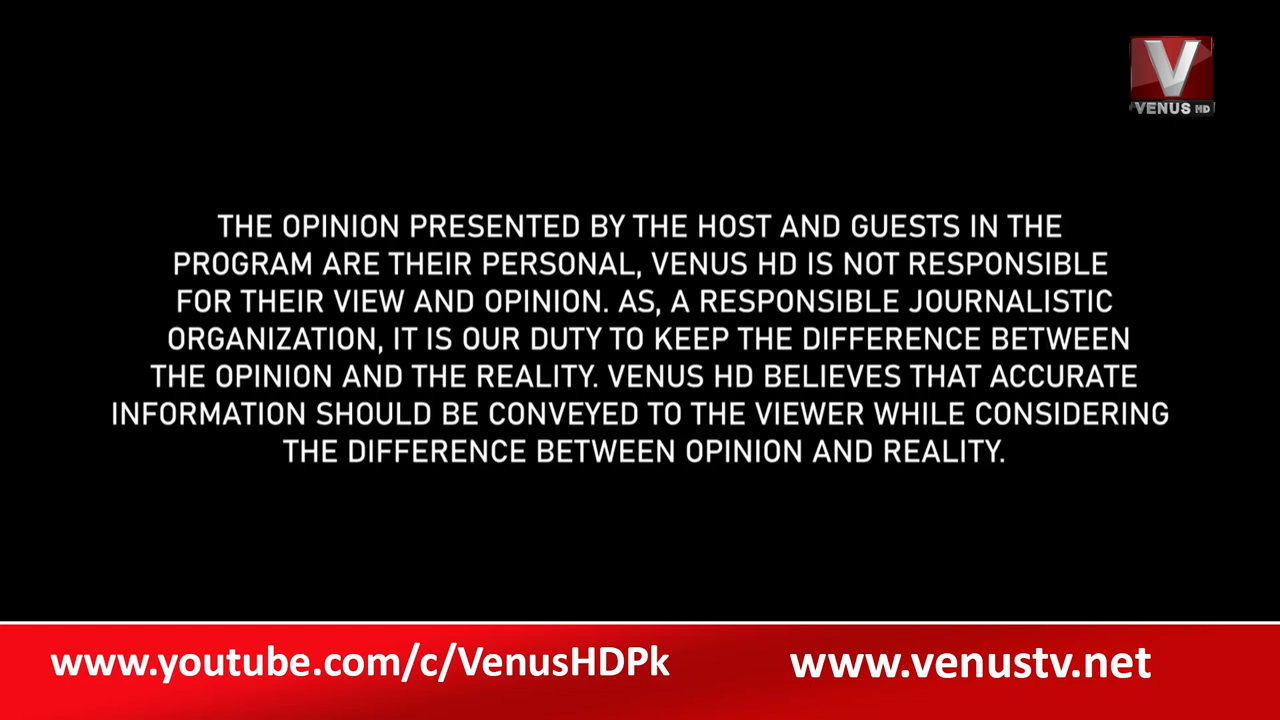 V
VENUS HD
THE OPINION PRESENTED BY THE HOST AND GUESTS IN THE
PROGRAM ARE THEIR PERSONAL, VENUS HD IS NOT RESPONSIBLE
FOR THEIR VIEW AND OPINION. AS, A RESPONSIBLE JOURNALISTIC
ORGANIZATION, IT IS OUR DUTY TO KEEP THE DIFFERENCE BETWEEN
THE OPINION AND THE REALITY. VENUS HD BELIEVES THAT ACCURATE
INFORMATION SHOULD BE CONVEYED TO THE VIEWER WHILE CONSIDERING
THE DIFFERENCE BETWEEN OPINION AND REALITY.
www.youtube.com/c/VenusHDPk
www.venustv.net